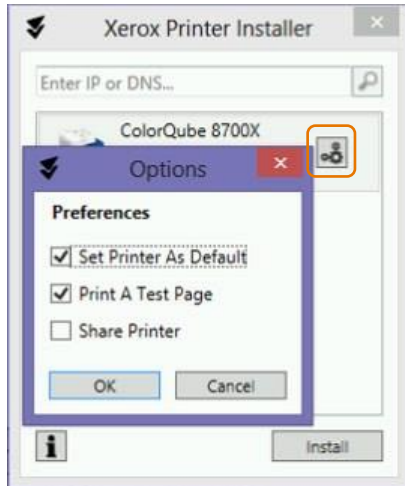 Xerox Printer Installer
Enter IP or DNS...
ColorQube 8700X
Options
Preferences
Set Printer As Default
Print A Test Page
Share Printer
OK
Cancel
i
Install